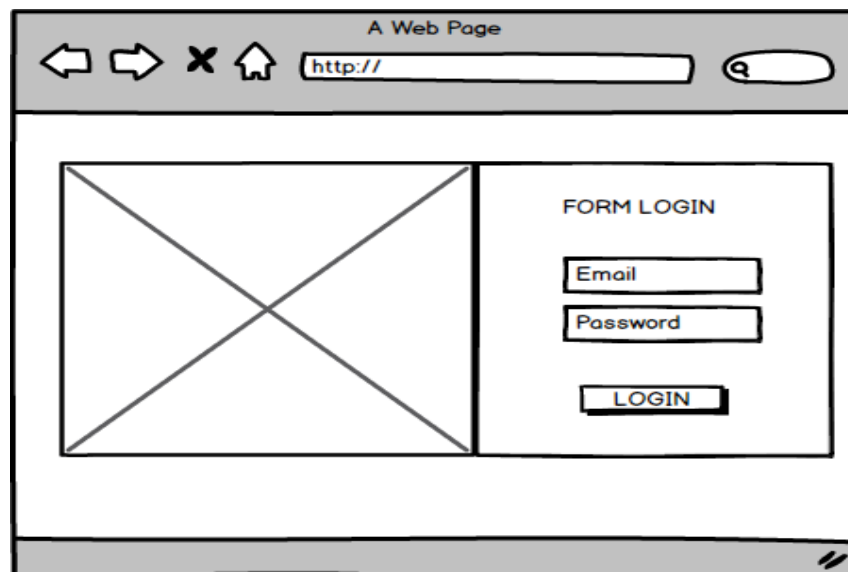 A Web Page
http://
FORM LOGIN
Email
Password
LOGIN